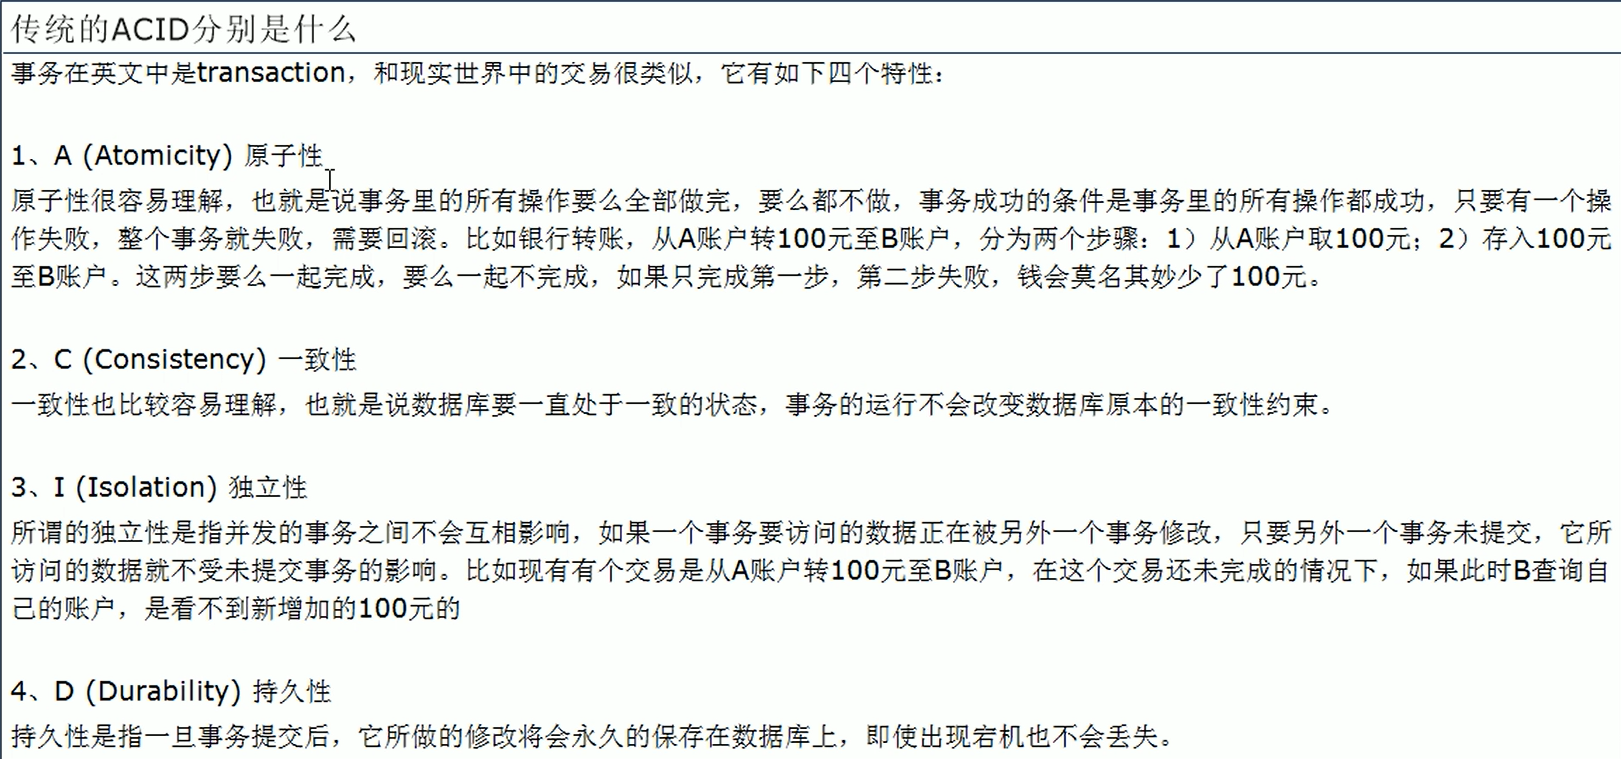 传统的ACID分别是什么
事务在英文中是transaction，和现实世界中的交易很类似，它有如下四个特性：
1、A (Atomicity) 原子性
原子性很容易理解，也就是说事务里的所有操作要么全部做完，要么都不做，事务成功的条件是事务里的所有操作都成功，只要有一个操
作失败，整个事务就失败，需要回滚。比如银行转账，从A账户转100元至B账户，分为两个步骤：1）从A账户取100元；2）存入100元
至B账户。这两步要么一起完成，要么一起不完成，如果只完成第一步，第二步失败，钱会莫名其妙少了100元。
2、C (Consistency) 一致性
一致性也比较容易理解，也就是说数据库要一直处于一致的状态，事务的运行不会改变数据库原本的一致性约束。
3、I (Isolation) 独立性
所谓的独立性是指并发的事务之间不会互相影响，如果一个事务要访问的数据正在被另外一个事务修改，只要另外一个事务未提交，它所
访问的数据就不受未提交事务的影响。比如现有有个交易是从A账户转100元至B账户，在这个交易还未完成的情况下，如果此时B查询自
己的账户，是看不到新增加的100元的
4、D (Durability) 持久性
持久性是指一旦事务提交后，它所做的修改将会永久的保存在数据库上，即使出现宕机也不会丢失。